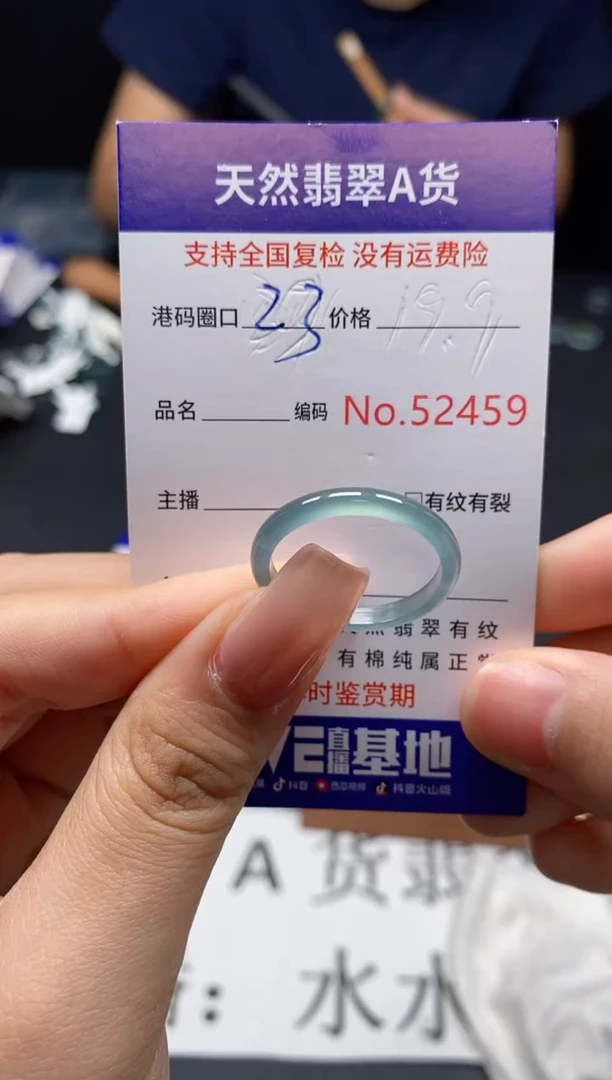 天然翡翠A货
支持全国复检 没有运费险
港码圈口 23 价格 19.9
品名 编码 No.52459
主播 □有纹有裂
翡翠有纹
有棉纯属正
时鉴赏期
直播基地
抖音 西瓜视频 抖音火山版
A货翡
水水